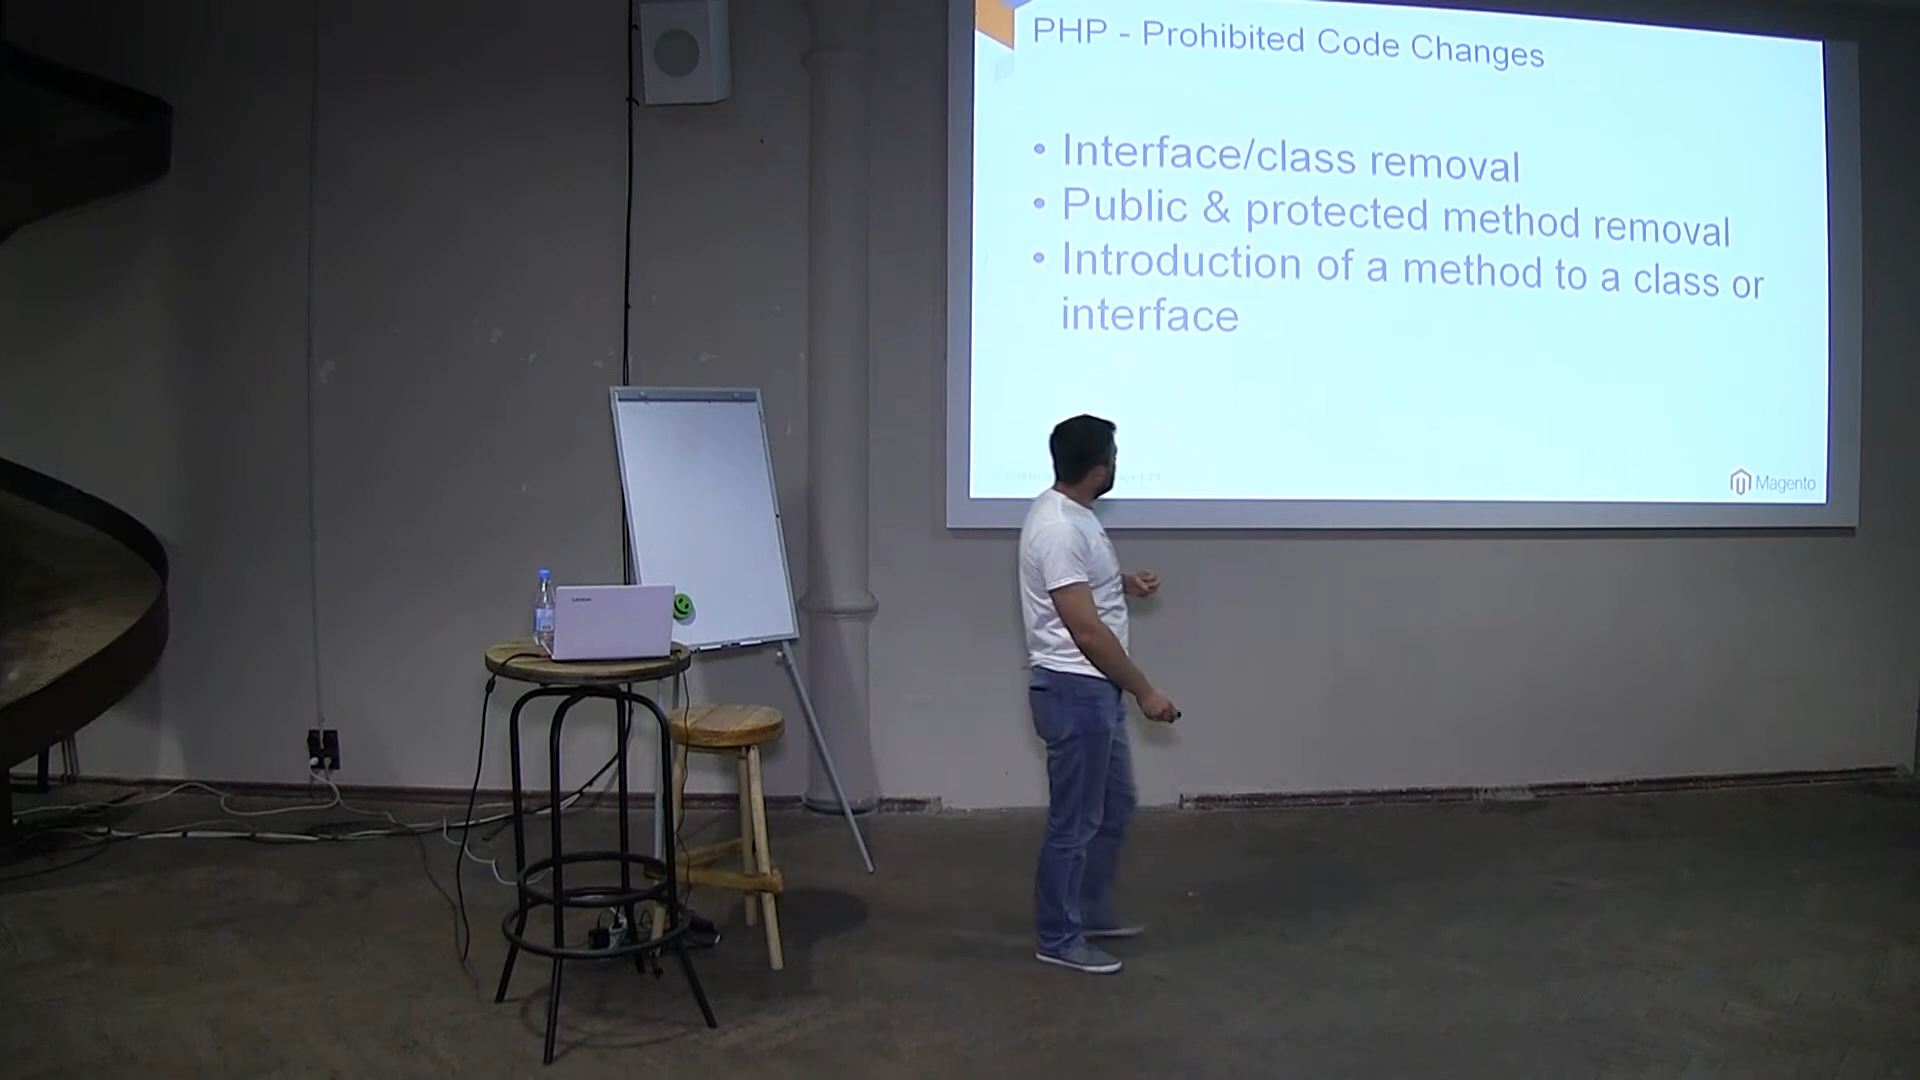 PHP - Prohibited Code Changes
• Interface/class removal
• Public & protected method removal
• Introduction of a method to a class or
interface
Magento
Lenovo